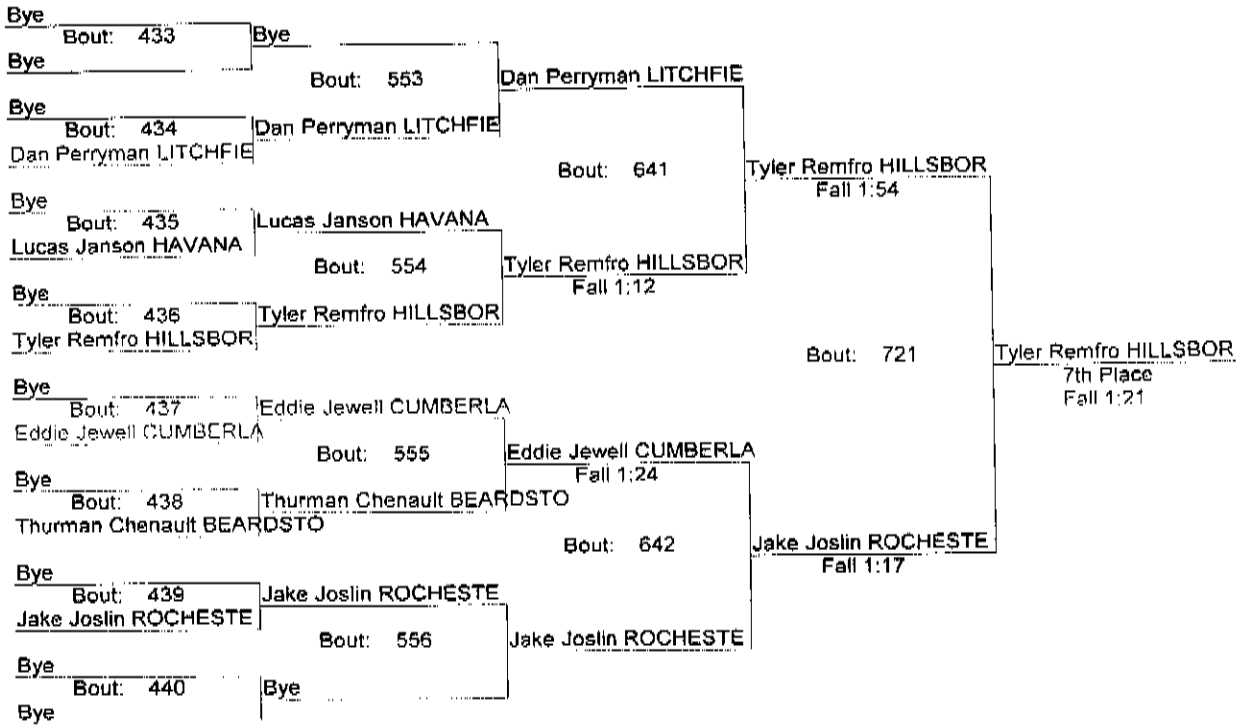 Bye
Bout: 433
Bye
Bye
Bout: 553
Dan Perryman LITCHFIE
Bye
Bout: 434
Dan Perryman LITCHFIE
Dan Perryman LITCHFIE
Bout: 641
Tyler Remfro HILLSBOR
Fall 1:54
Bye
Bout: 435
Lucas Janson HAVANA
Lucas Janson HAVANA
Bout: 554
Tyler Remfro HILLSBOR
Fall 1:12
Bye
Bout: 436
Tyler Remfro HILLSBOR
Tyler Remfro HILLSBOR
Bout: 721
Tyler Remfro HILLSBOR
7th Place
Fall 1:21
Bye
Bout: 437
Eddie Jewell CUMBERLA
Eddie Jewell CUMBERLA
Bout: 555
Eddie Jewell CUMBERLA
Fall 1:24
Bye
Bout: 438
Thurman Chenault BEARDSTO
Thurman Chenault BEARDSTO
Bout: 642
Jake Joslin ROCHESTE
Fall 1:17
Bye
Bout: 439
Jake Joslin ROCHESTE
Jake Joslin ROCHESTE
Bout: 556
Jake Joslin ROCHESTE
Bye
Bout: 440
Bye
Bye